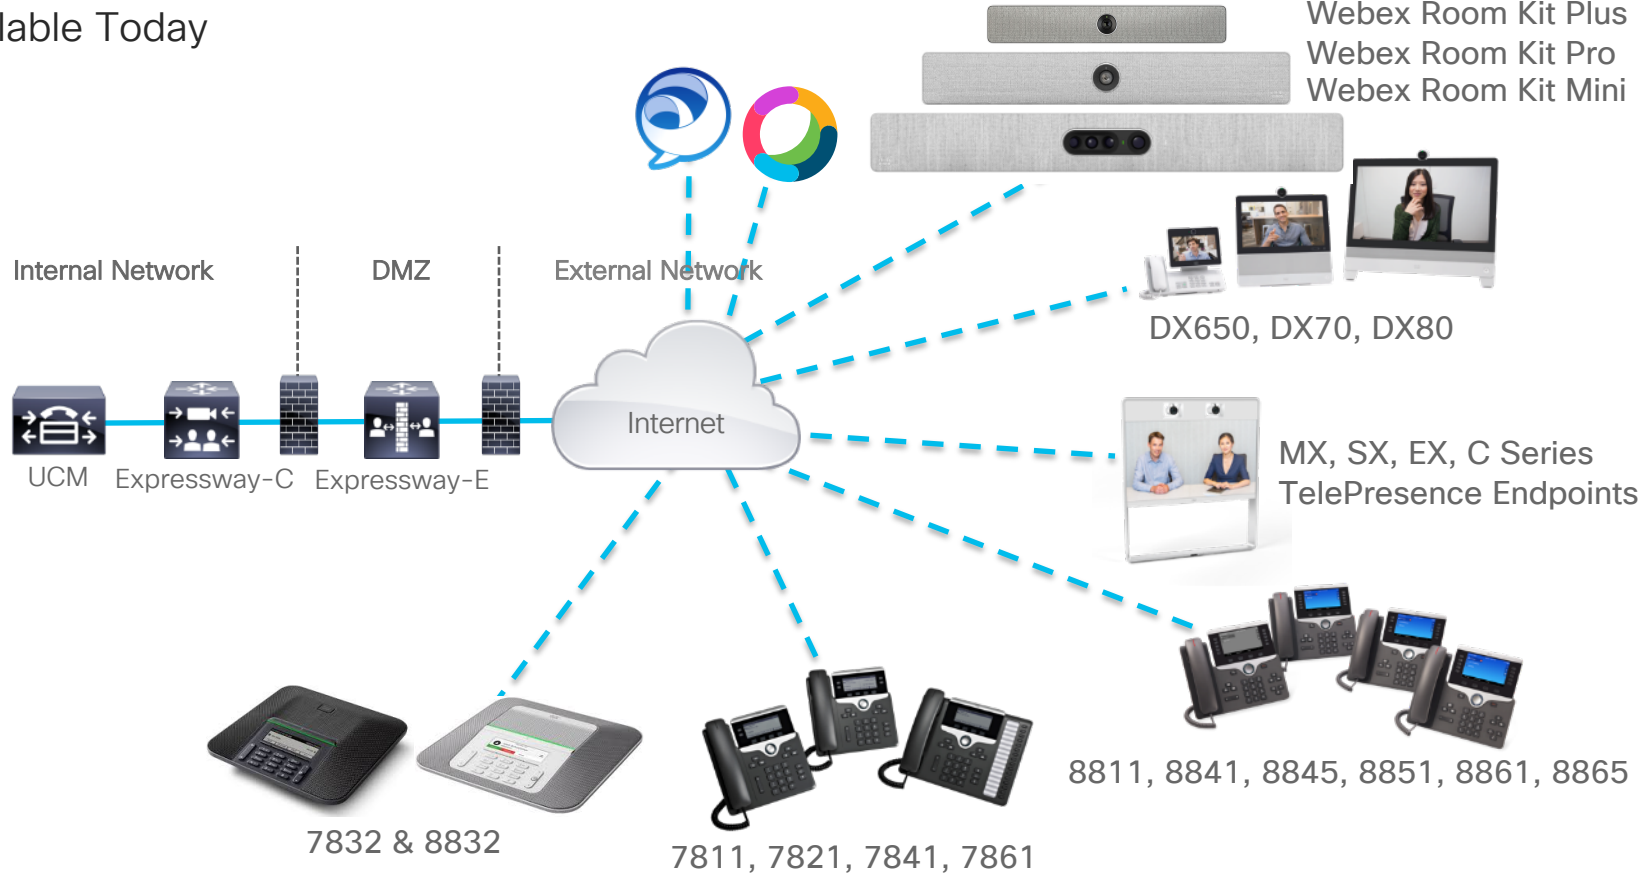 lable Today
Webex Room Kit Plus
Webex Room Kit Pro
Webex Room Kit Mini
Internal Network
DMZ
External Network
DX650, DX70, DX80
Internet
UCM
Expressway-C
Expressway-E
MX, SX, EX, C Series
TelePresence Endpoints
8811, 8841, 8845, 8851, 8861, 8865
7832 & 8832
7811, 7821, 7841, 7861